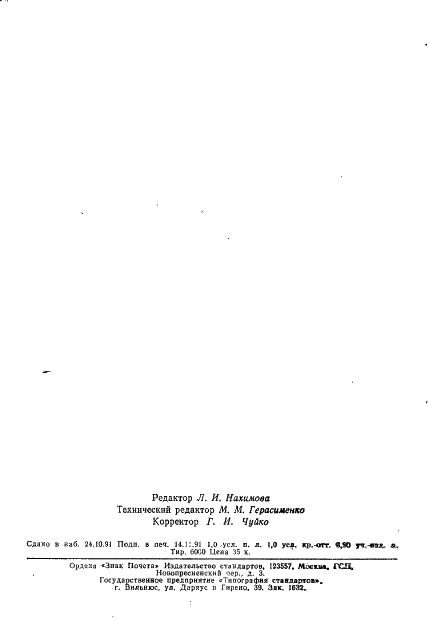 Редактор Л. И. Нахимова
Технический редактор М. М. Герасименко
Корректор Г. И. Чуйко
Сдано в наб. 24.10.91 Подп. в печ. 14.11.91 1,0 усл. п. л. 1,0 усл. кр.-отт. 0,90 уч.-изд. л.
Тир. 6000 Цена 35 к.
Ордена «Знак Почета» Издательство стандартов, 123557, Москва, ГСП,
Новопресненский пер., д. 3.
Государственное предприятие «Типография стандартов».
г. Вильнюс, ул. Даряус и Гирено, 39. Зак. 1632.